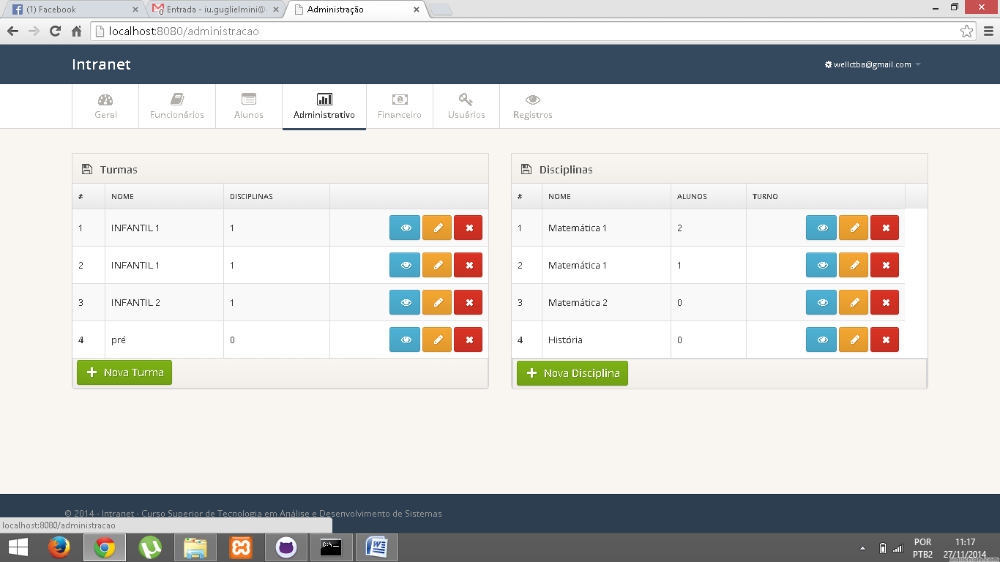 (1) Facebook
Entrada - iu.guglielmini@
Administração
localhost:8080/administracao
Intranet
wellctba@gmail.com
Geral
Funcionários
Alunos
Administrativo
Financeiro
Usuários
Registros
Turmas
# NOME DISCIPLINAS
1 INFANTIL 1 1
2 INFANTIL 1 1
3 INFANTIL 2 1
4 pré 0
Nova Turma
Disciplinas
# NOME ALUNOS TURNO
1 Matemática 1 2
2 Matemática 1 1
3 Matemática 2 0
4 História 0
Nova Disciplina
© 2014 - Intranet - Curso Superior de Tecnologia em Análise e Desenvolvimento de Sistemas
localhost:8080/administracao
POR 11:17
PTB2 27/11/2014